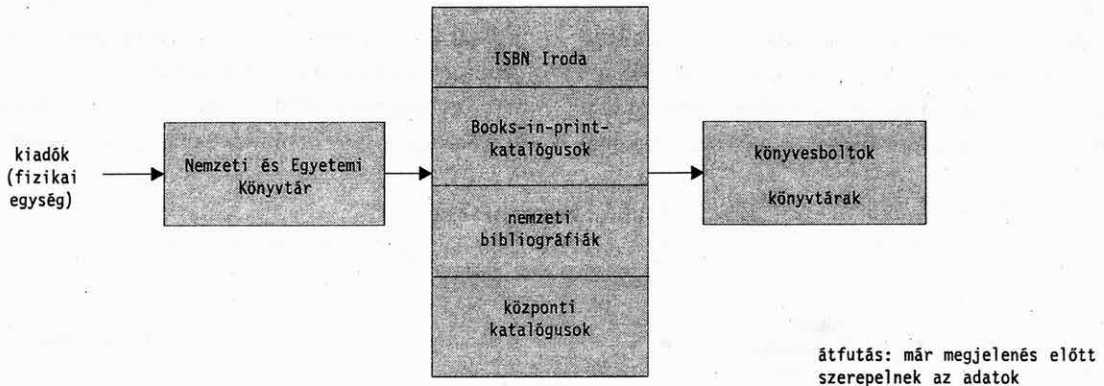 kiadók
(fizikai
egység)
Nemzeti és Egyetemi
Könyvtár
ISBN Iroda
Books-in-print-
katalógusok
nemzeti
bibliográfiák
központi
katalógusok
könyvesboltok
könyvtárak
átfutás: már megjelenés előtt
szerepelnek az adatok